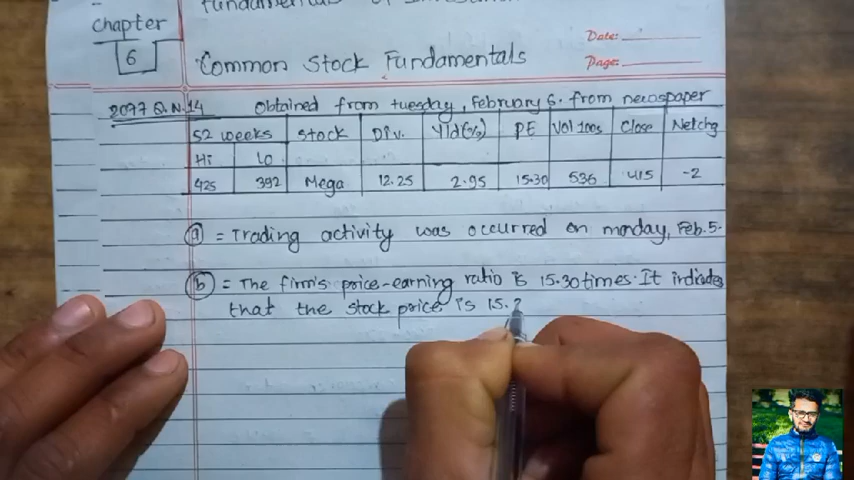 fundamentals of
chapter
6
Date:
Page:
Common Stock Fundamentals
2077 Q.N.14 Obtained from tuesday, February 6. from newspaper
52 weeks Stock Div. Yld(%) PE Vol 100s Close Netchg
Hi Lo
425 392 Mega 12.25 2.95 15.30 536 415 -2
(a) = Trading activity was occurred on monday, Feb.5.
(b) = The firm's price-earning ratio is 15.30 times. It indicates
that the stock price is 15.